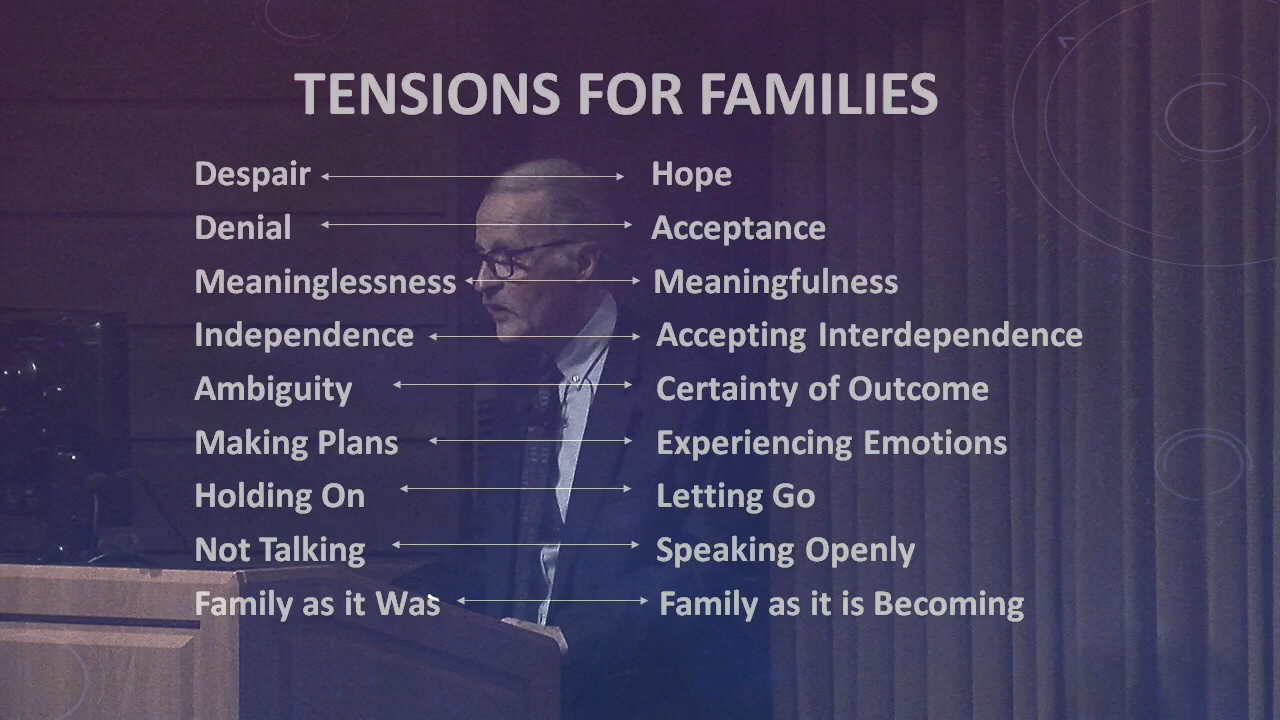 TENSIONS FOR FAMILIES
Despair Hope
Denial Acceptance
Meaninglessness Meaningfulness
Independence Accepting Interdependence
Ambiguity Certainty of Outcome
Making Plans Experiencing Emotions
Holding On Letting Go
Not Talking Speaking Openly
Family as it Was Family as it is Becoming